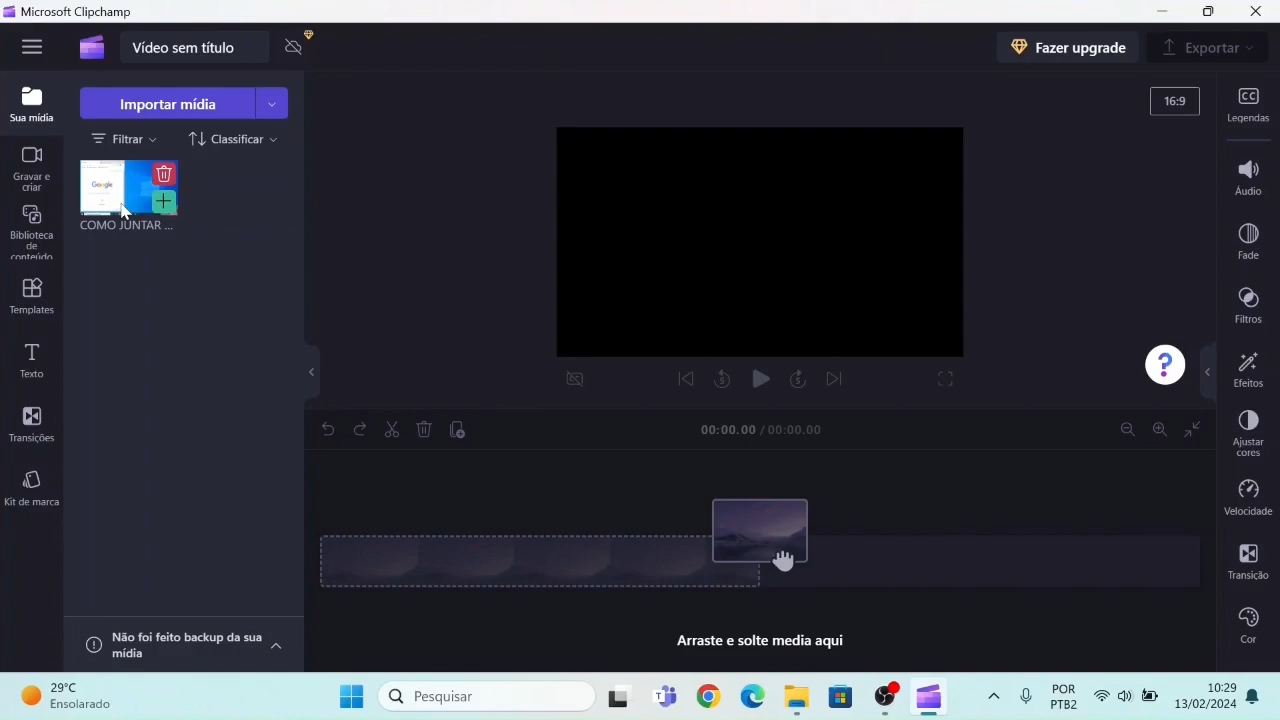 Microsoft Clipchamp
Vídeo sem título
Fazer upgrade
Exportar
Sua mídia
Importar mídia
Filtrar
Classificar
Gravar e
criar
Google
COMO JUNTAR ...
Biblioteca
de
conteúdo
Templates
Texto
Transições
Kit de marca
Não foi feito backup da sua
mídia
16:9
5
5
?
00:00.00 / 00:00.00
Arraste e solte media aqui
CC
Legendas
Áudio
Fade
Filtros
Efeitos
Ajustar
cores
Velocidade
Transição
Cor
29°C
Ensolarado
Pesquisar
POR
PTB2
10:29
13/02/2024